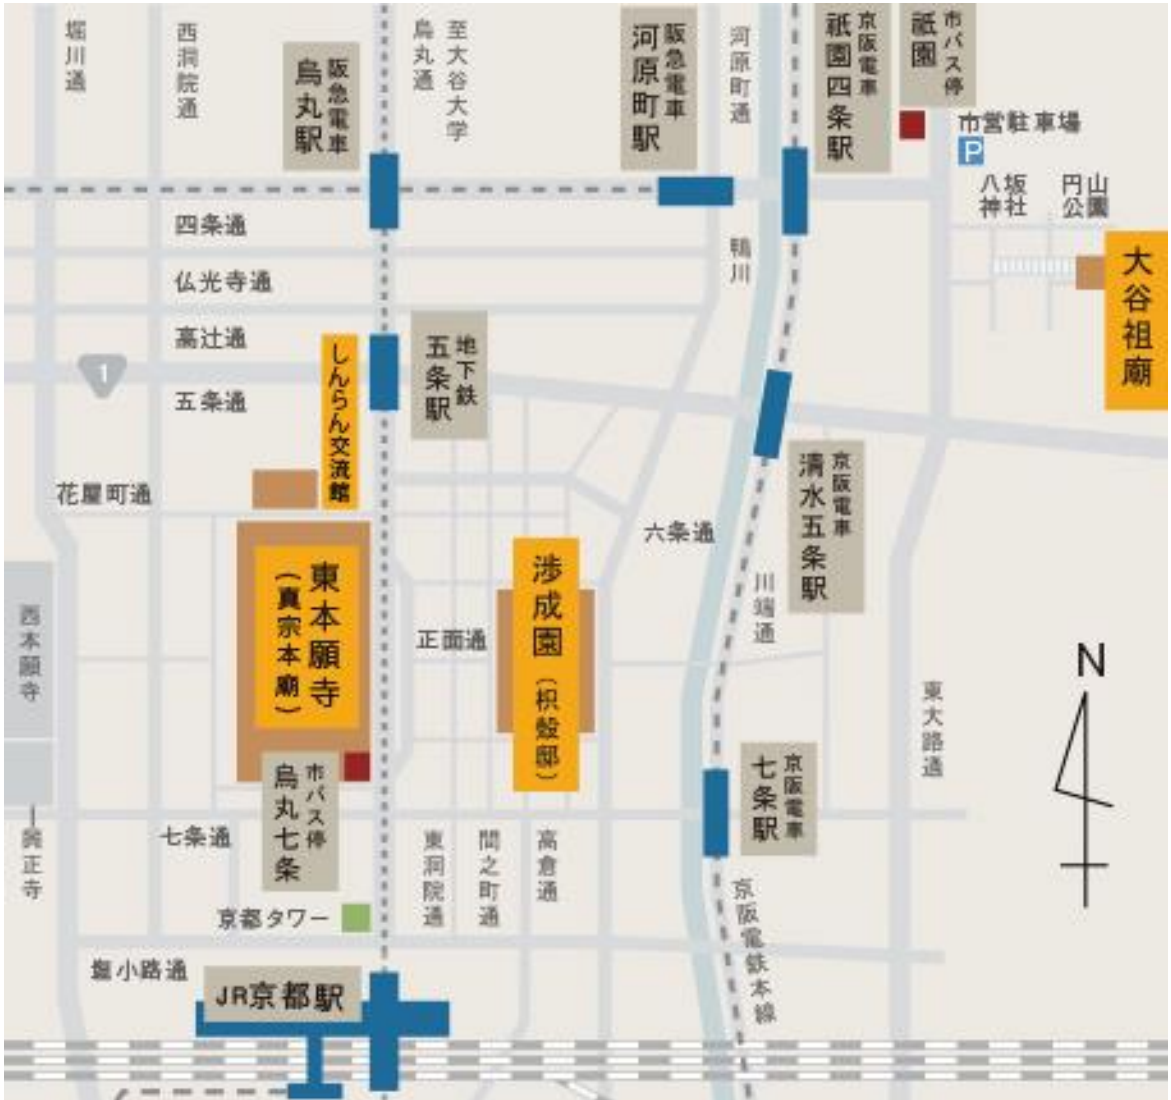 堀川通
西洞院通
阪急電車
烏丸駅
烏丸通
至大谷大学
阪急電車
河原町駅
河原町通
京阪電車
祇園四条駅
市バス停
祇園
市営駐車場
P
八坂神社
円山公園
四条通
鴨川
大谷祖廟
仏光寺通
高辻通
1
五条通
しんらん交流館
地下鉄
五条駅
京阪電車
清水五条駅
花屋町通
六条通
東本願寺
(真宗本廟)
渉成園(枳殻邸)
川端通
西本願寺
正面通
N
東大路通
京阪電車
七条駅
市バス停
烏丸七条
七条通
興正寺
東洞院通
間之町通
高倉通
京都タワー
京阪電鉄本線
塩小路通
JR京都駅